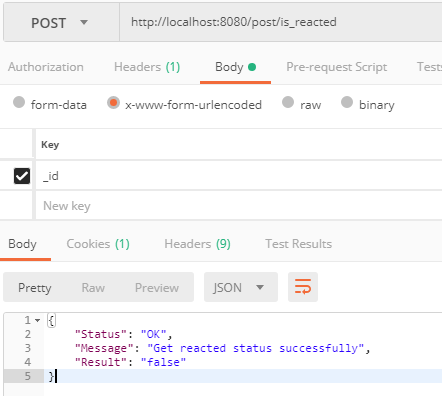 POST http://localhost:8080/post/is_reacted
Authorization Headers (1) Body Pre-request Script Tests
form-data x-www-form-urlencoded raw binary
Key
_id
New key
Body Cookies (1) Headers (9) Test Results
Pretty Raw Preview JSON
1 {
2 "Status": "OK",
3 "Message": "Get reacted status successfully",
4 "Result": "false"
5 }